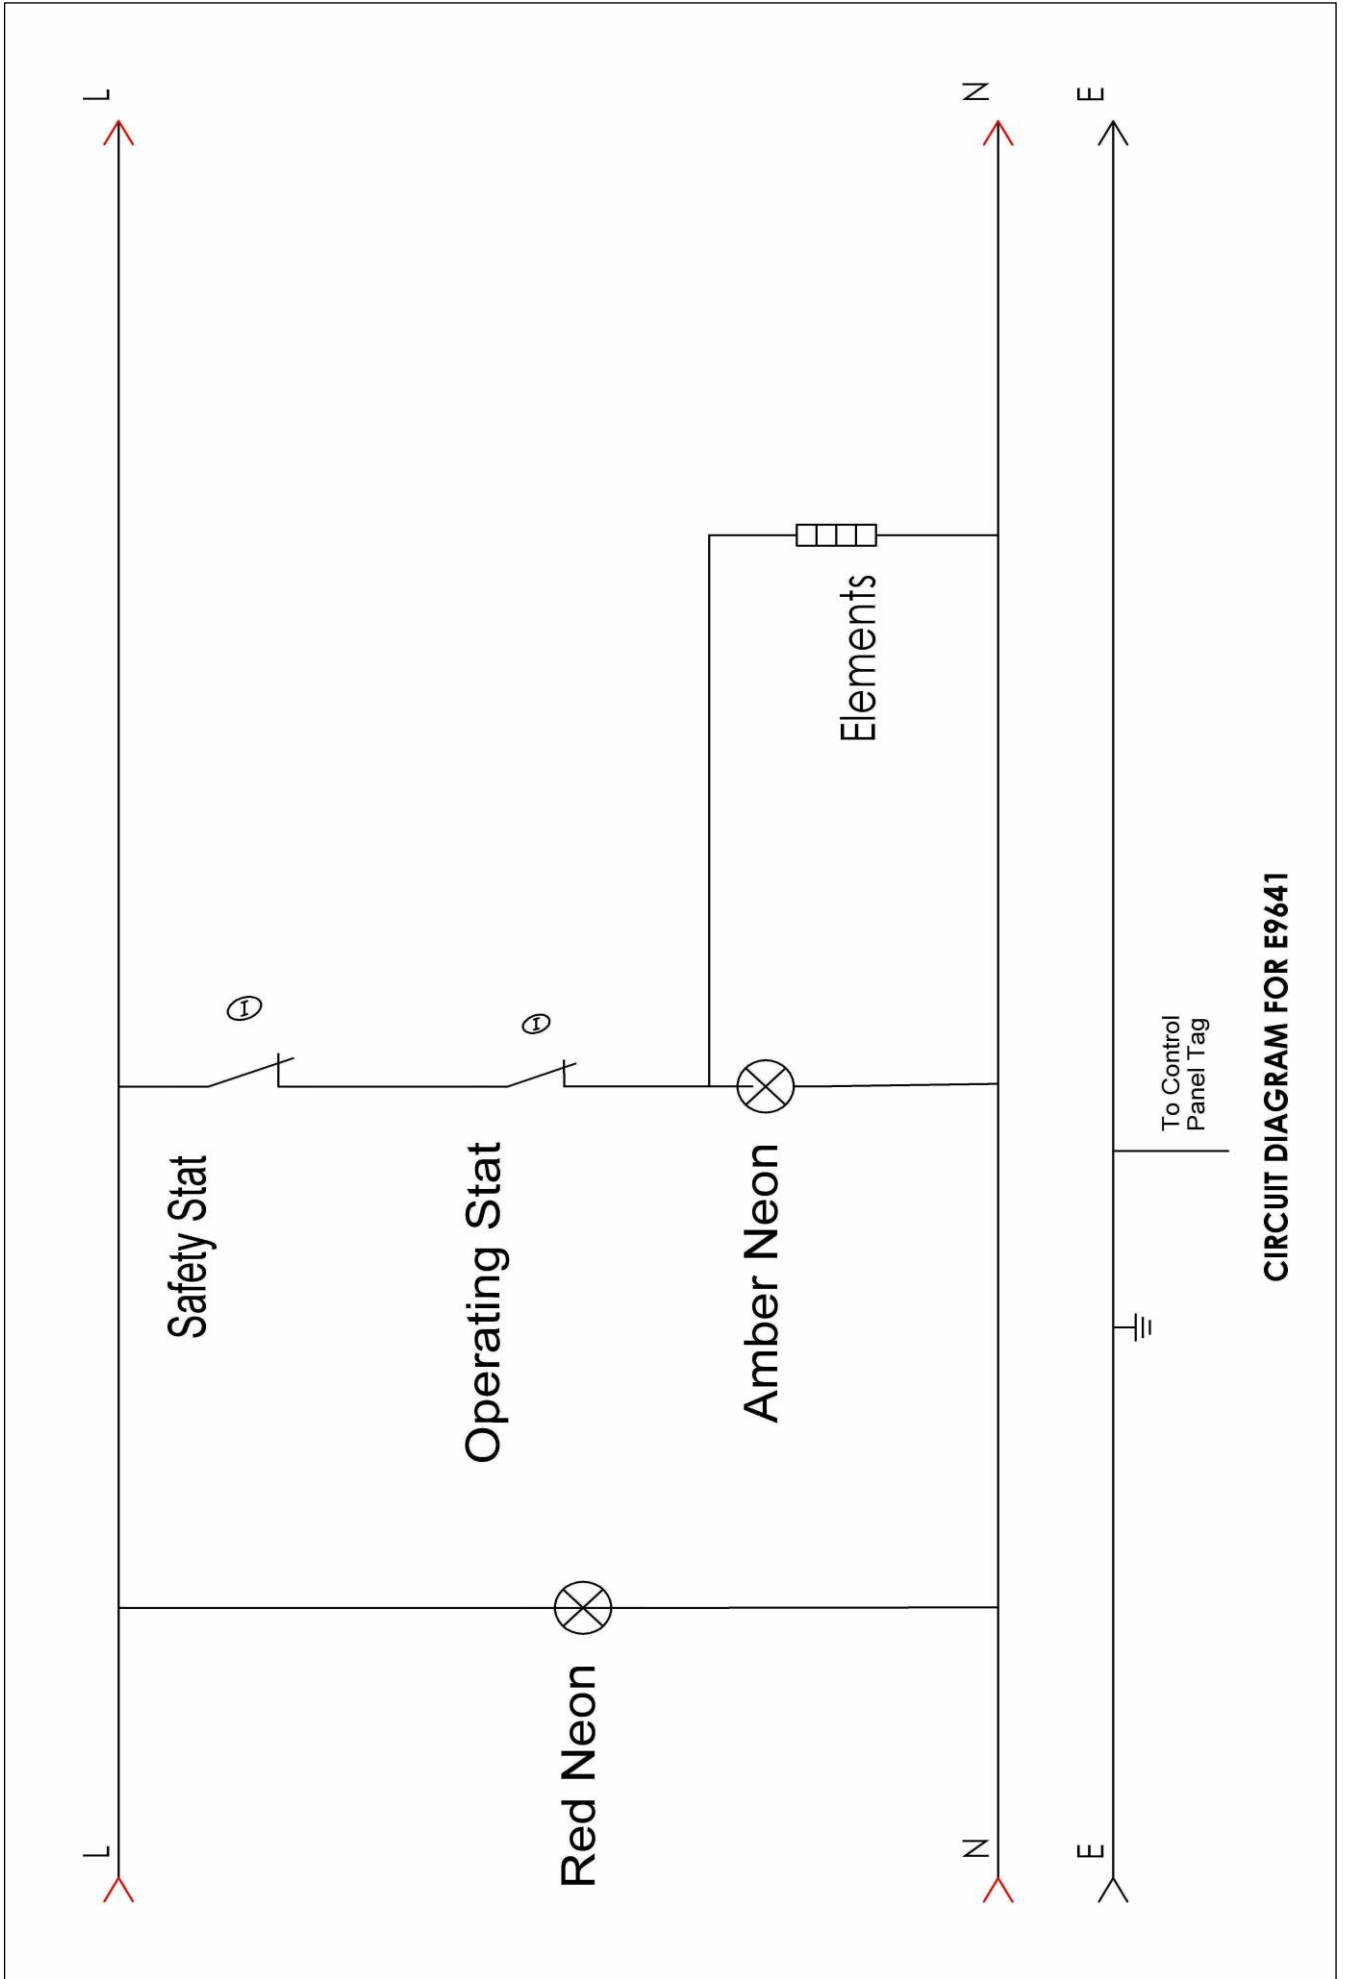 L
L
Safety Stat
I
Operating Stat
I
Red Neon
Amber Neon
Elements
N
N
E
E
To Control
Panel Tag
CIRCUIT DIAGRAM FOR E9641